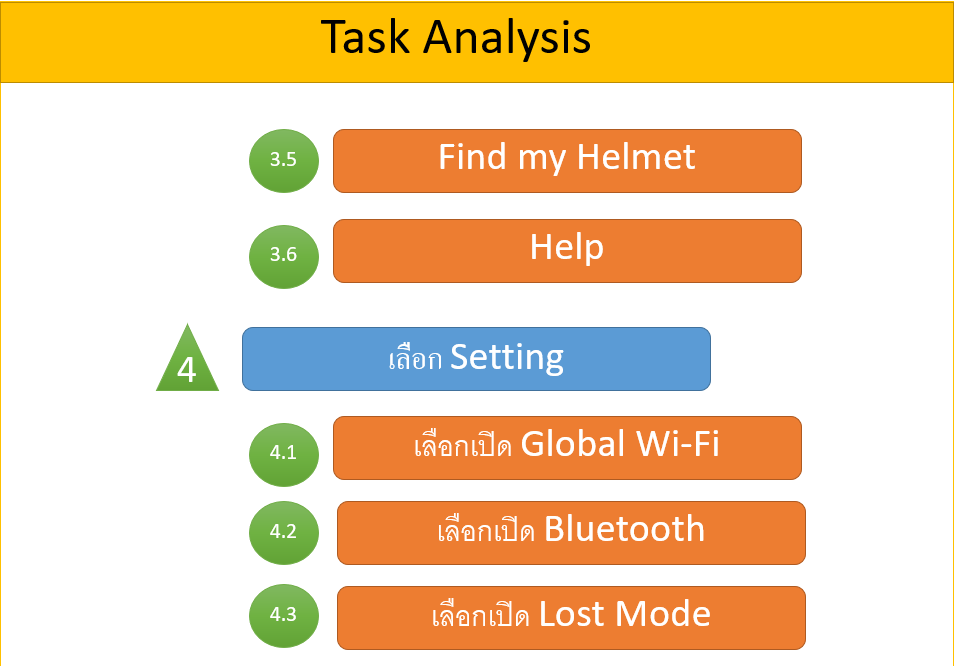 Task Analysis
3.5 Find my Helmet
3.6 Help
4 เลือก Setting
4.1 เลือกเปิด Global Wi-Fi
4.2 เลือกเปิด Bluetooth
4.3 เลือกเปิด Lost Mode